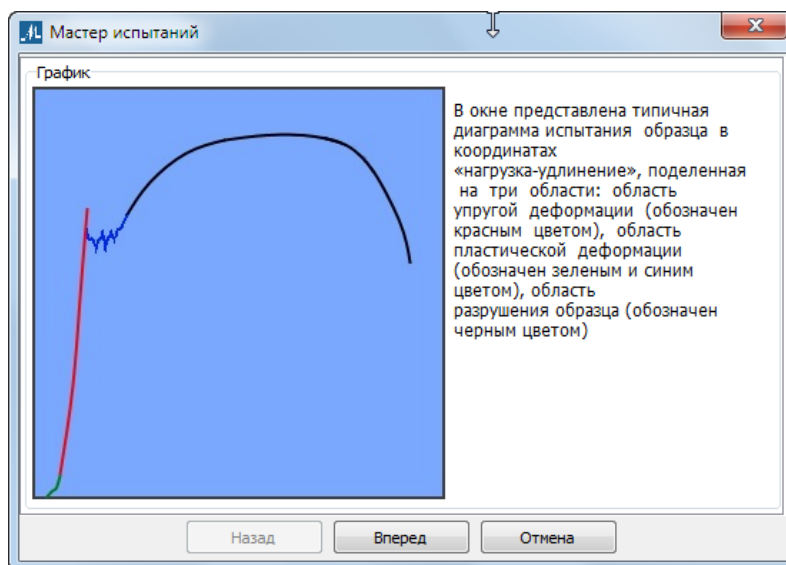 Мастер испытаний
График
В окне представлена типичная
диаграмма испытания образца в
координатах
«нагрузка-удлинение», поделенная
на три области: область
упругой деформации (обозначен
красным цветом), область
пластической деформации
(обозначен зеленым и синим
цветом), область
разрушения образца (обозначен
черным цветом)
Назад
Вперед
Отмена